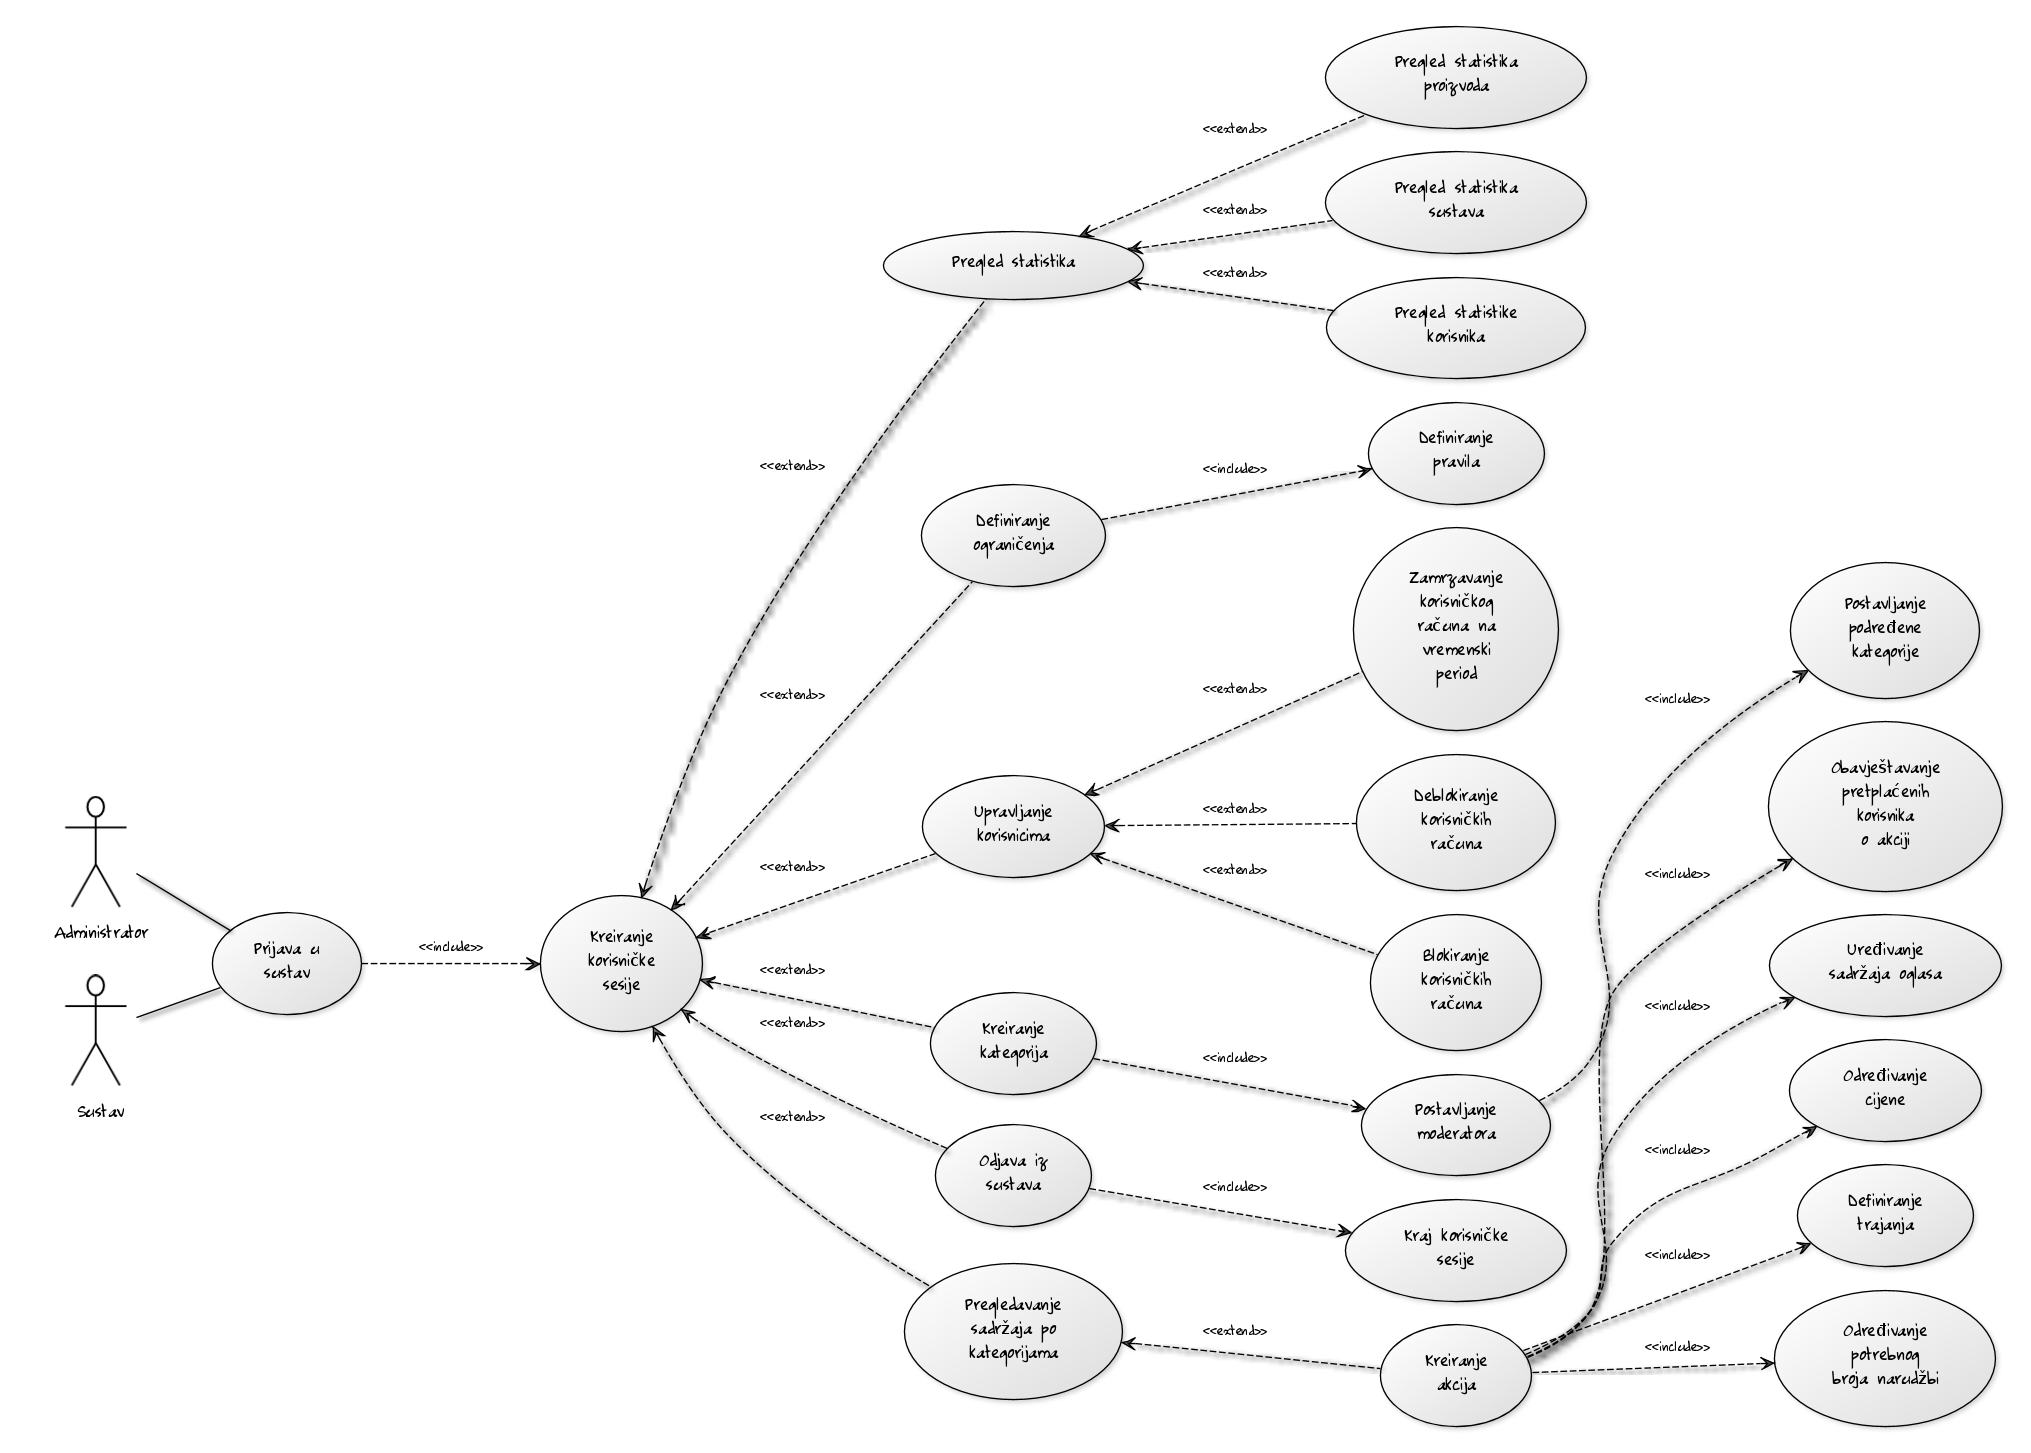 Pregled statistika
proizvoda
<<extend>>
Pregled statistika
sustava
<<extend>>
Pregled statistika
<<extend>>
Pregled statistike
korisnika
Definiranje
pravila
<<extend>>
<<include>>
Definiranje
ograničenja
Zamrzavanje
korisničkog
računa na
vremenski
period
Postavljanje
podređene
kategorije
<<extend>>
<<extend>>
<<include>>
Obavještavanje
pretplaćenih
korisnika
o akciji
Upravljanje
korisnicima
<<extend>>
Deblokiranje
korisničkih
računa
<<extend>>
<<extend>>
<<include>>
Administrator
Prijava u
sustav
<<include>>
Kreiranje
korisničke
sesije
<<extend>>
Blokiranje
korisničkih
računa
Uređivanje
sadržaja oglasa
<<include>>
<<extend>>
Kreiranje
kategorija
<<include>>
Određivanje
cijene
Sustav
<<extend>>
Postavljanje
moderatora
<<include>>
Odjava iz
sustava
<<include>>
Definiranje
trajanja
Kraj korisničke
sesije
<<include>>
Pregledavanje
sadržaja po
kategorijama
<<extend>>
Kreiranje
akcija
<<include>>
Određivanje
potrebnog
broja narudžbi